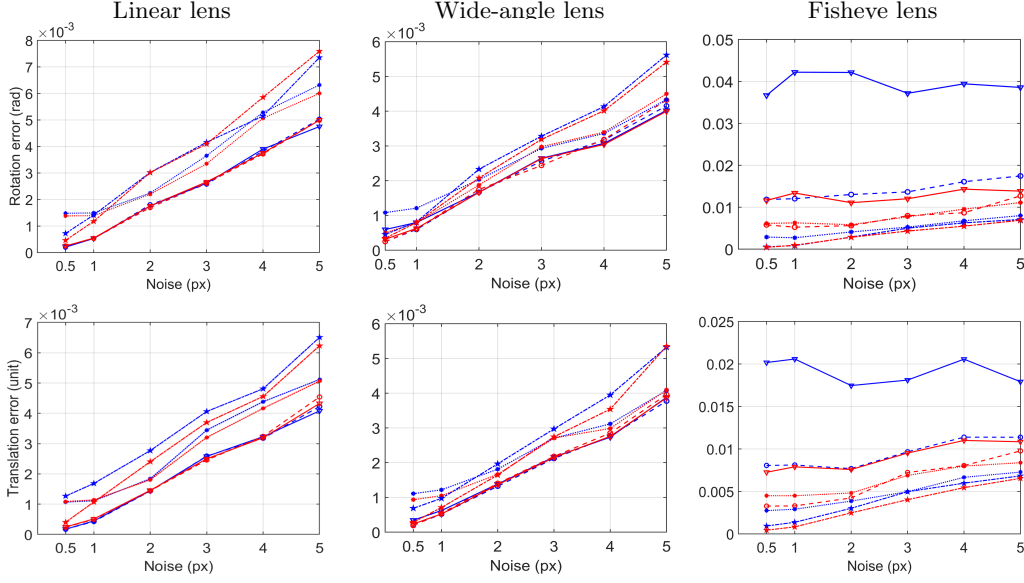 Linear lens
Wide-angle lens
Fisheye lens
×10⁻³
8
7
6
5
4
3
2
1
0
Rotation error (rad)
0.5 1 2 3 4 5
Noise (px)
×10⁻³
6
5
4
3
2
1
0
0.5 1 2 3 4 5
Noise (px)
0.05
0.04
0.03
0.02
0.01
0
0.5 1 2 3 4 5
Noise (px)
×10⁻³
7
6
5
4
3
2
1
0
Translation error (unit)
0.5 1 2 3 4 5
Noise (px)
×10⁻³
6
5
4
3
2
1
0
0.5 1 2 3 4 5
Noise (px)
0.025
0.02
0.015
0.01
0.005
0
0.5 1 2 3 4 5
Noise (px)